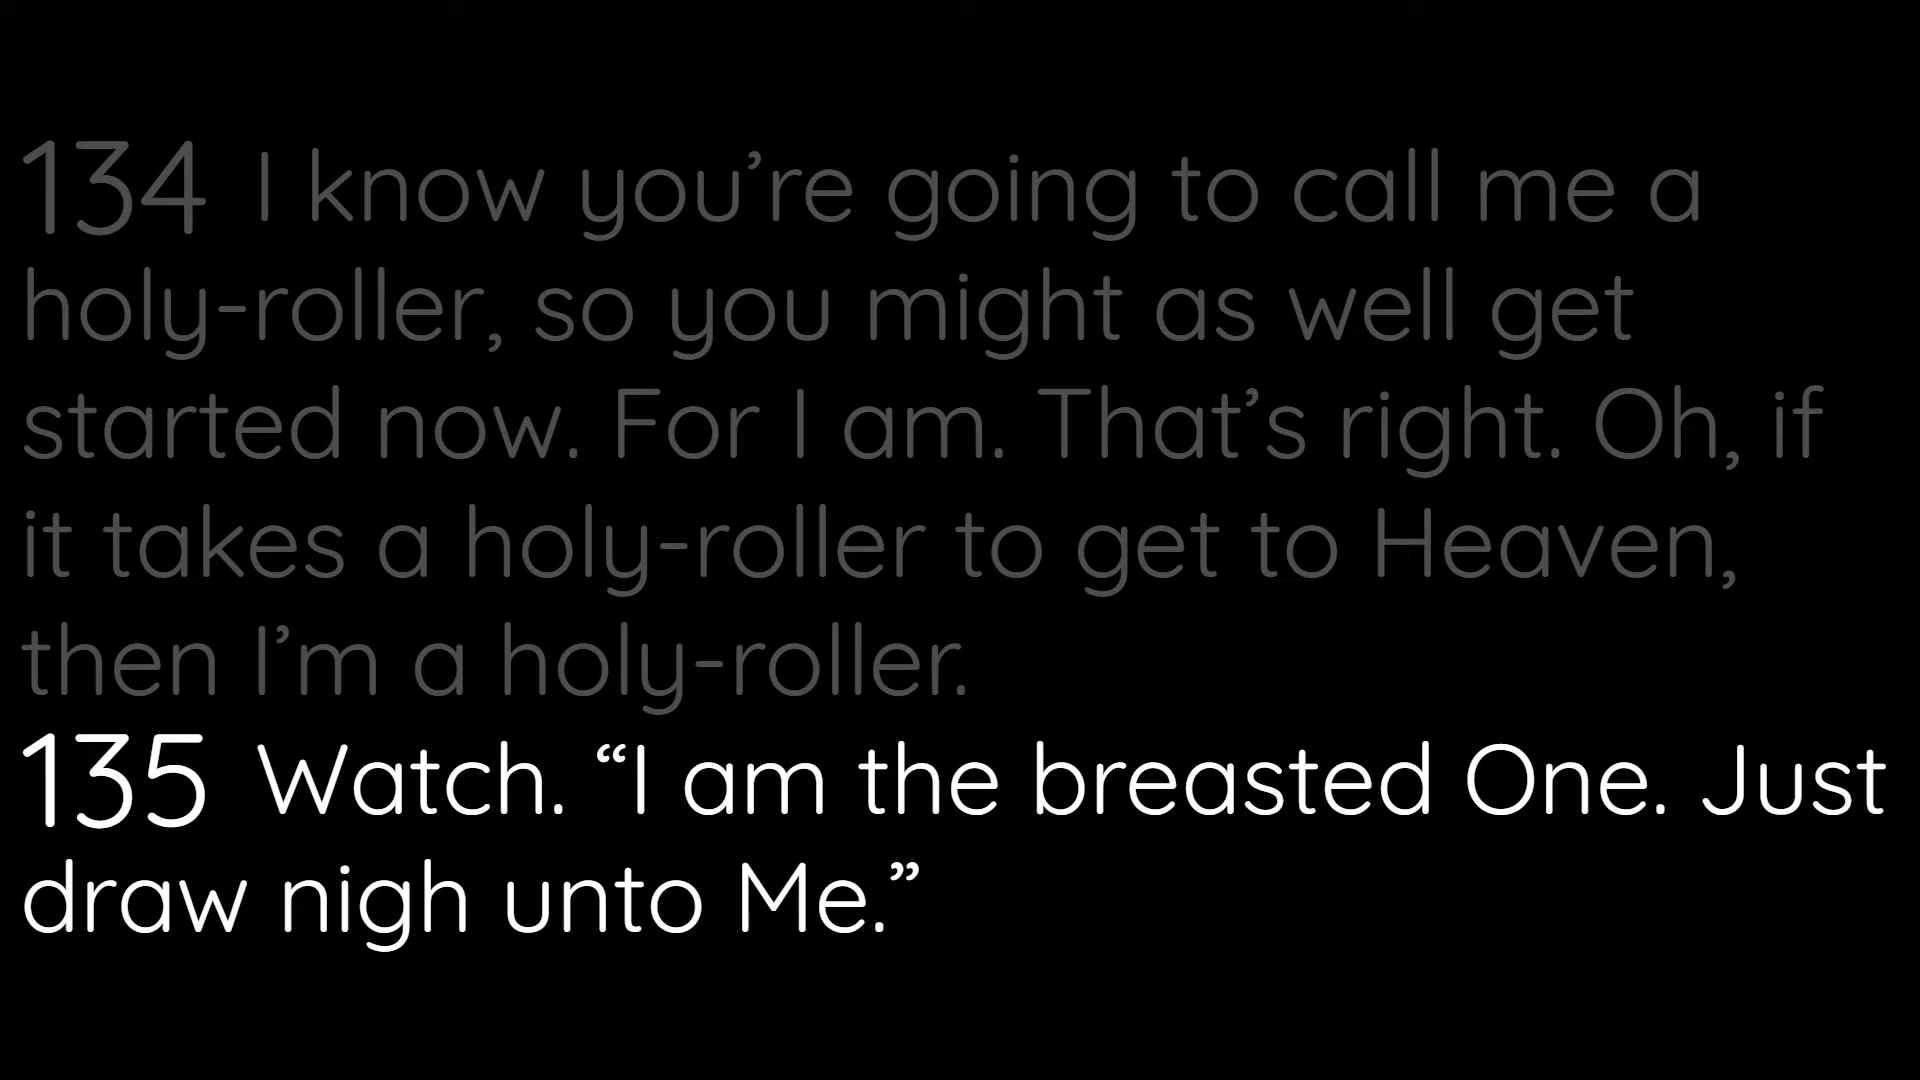 134 I know you’re going to call me a
holy-roller, so you might as well get
started now. For I am. That’s right. Oh, if
it takes a holy-roller to get to Heaven,
then I’m a holy-roller.
135 Watch. “I am the breasted One. Just
draw nigh unto Me.”